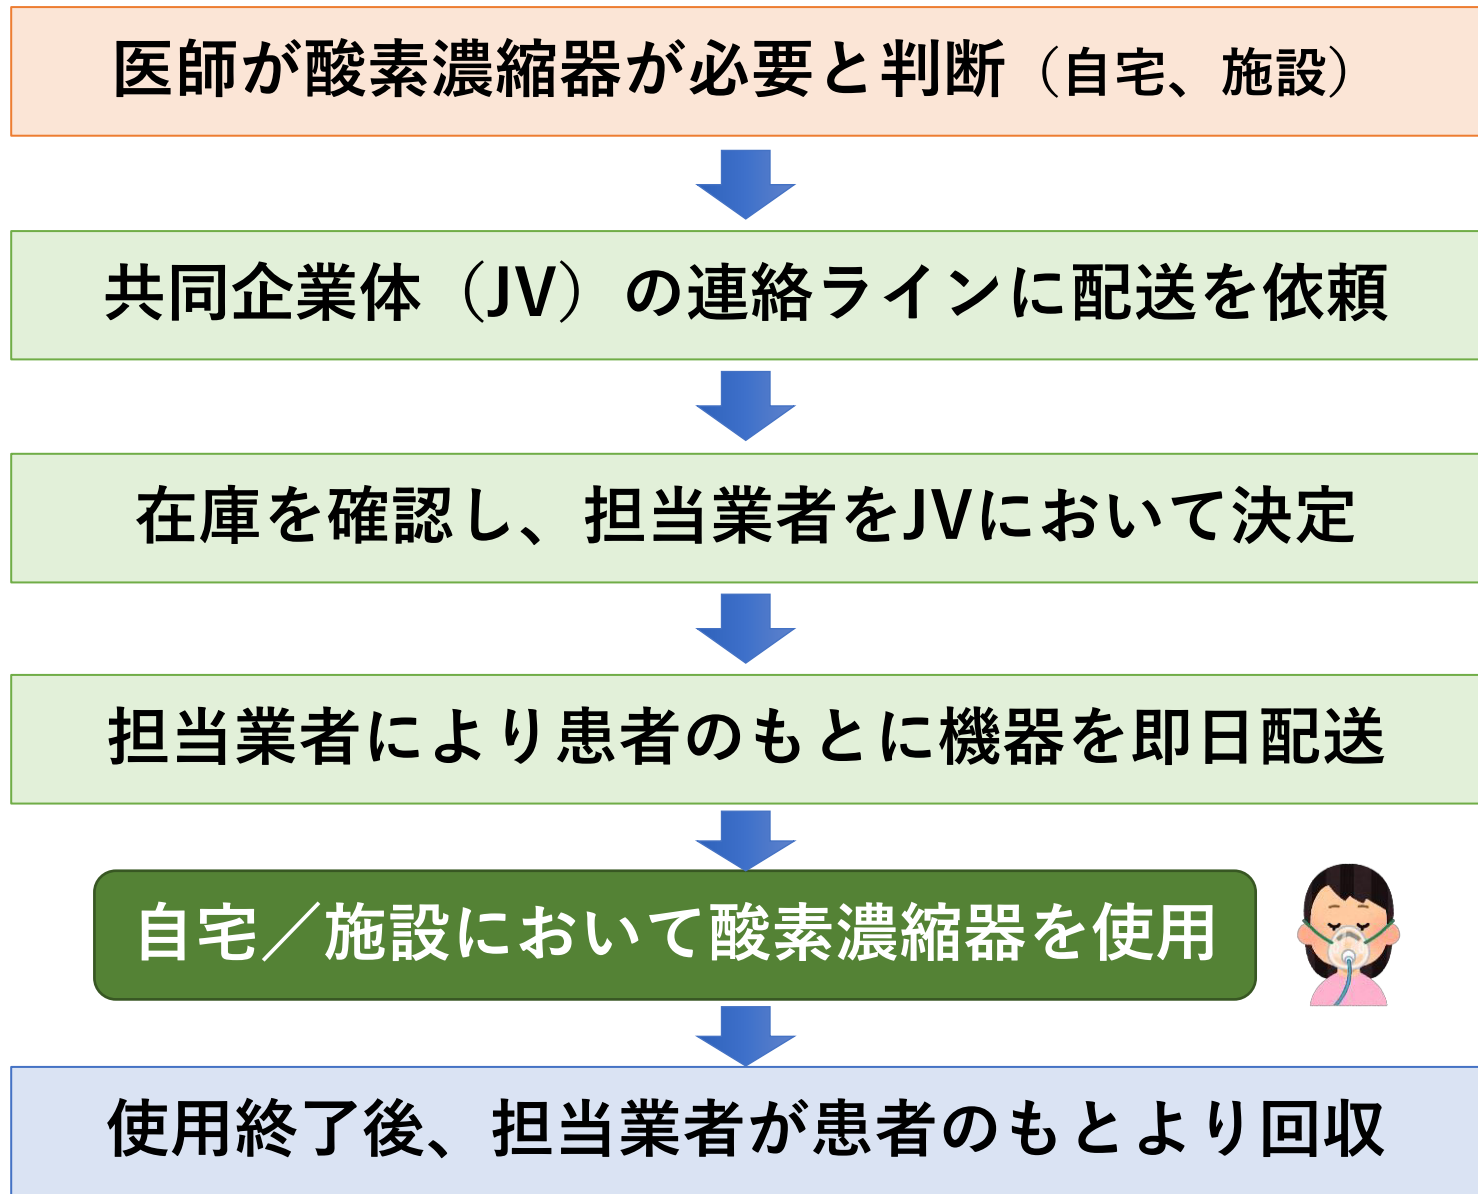 医師が酸素濃縮器が必要と判断（自宅、施設）
共同企業体（JV）の連絡ラインに配送を依頼
在庫を確認し、担当業者をJVにおいて決定
担当業者により患者のもとに機器を即日配送
自宅／施設において酸素濃縮器を使用
使用終了後、担当業者が患者のもとより回収